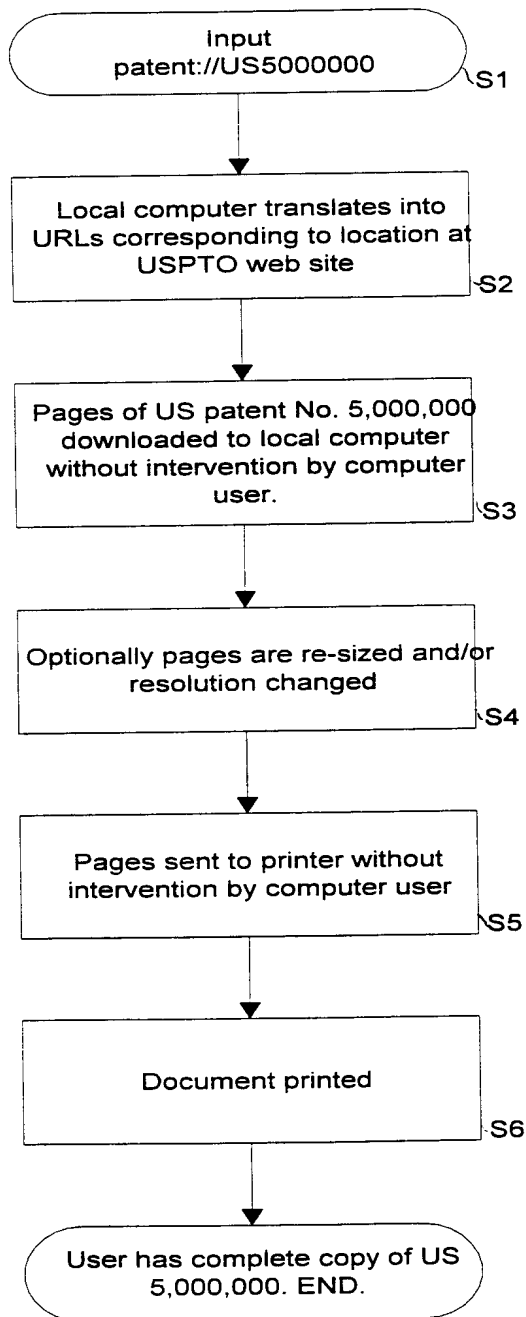 Input
patent://US5000000
S1
Local computer translates into
URLs corresponding to location at
USPTO web site
S2
Pages of US patent No. 5,000,000
downloaded to local computer
without intervention by computer
user.
S3
Optionally pages are re-sized and/or
resolution changed
S4
Pages sent to printer without
intervention by computer user
S5
Document printed
S6
User has complete copy of US
5,000,000. END.